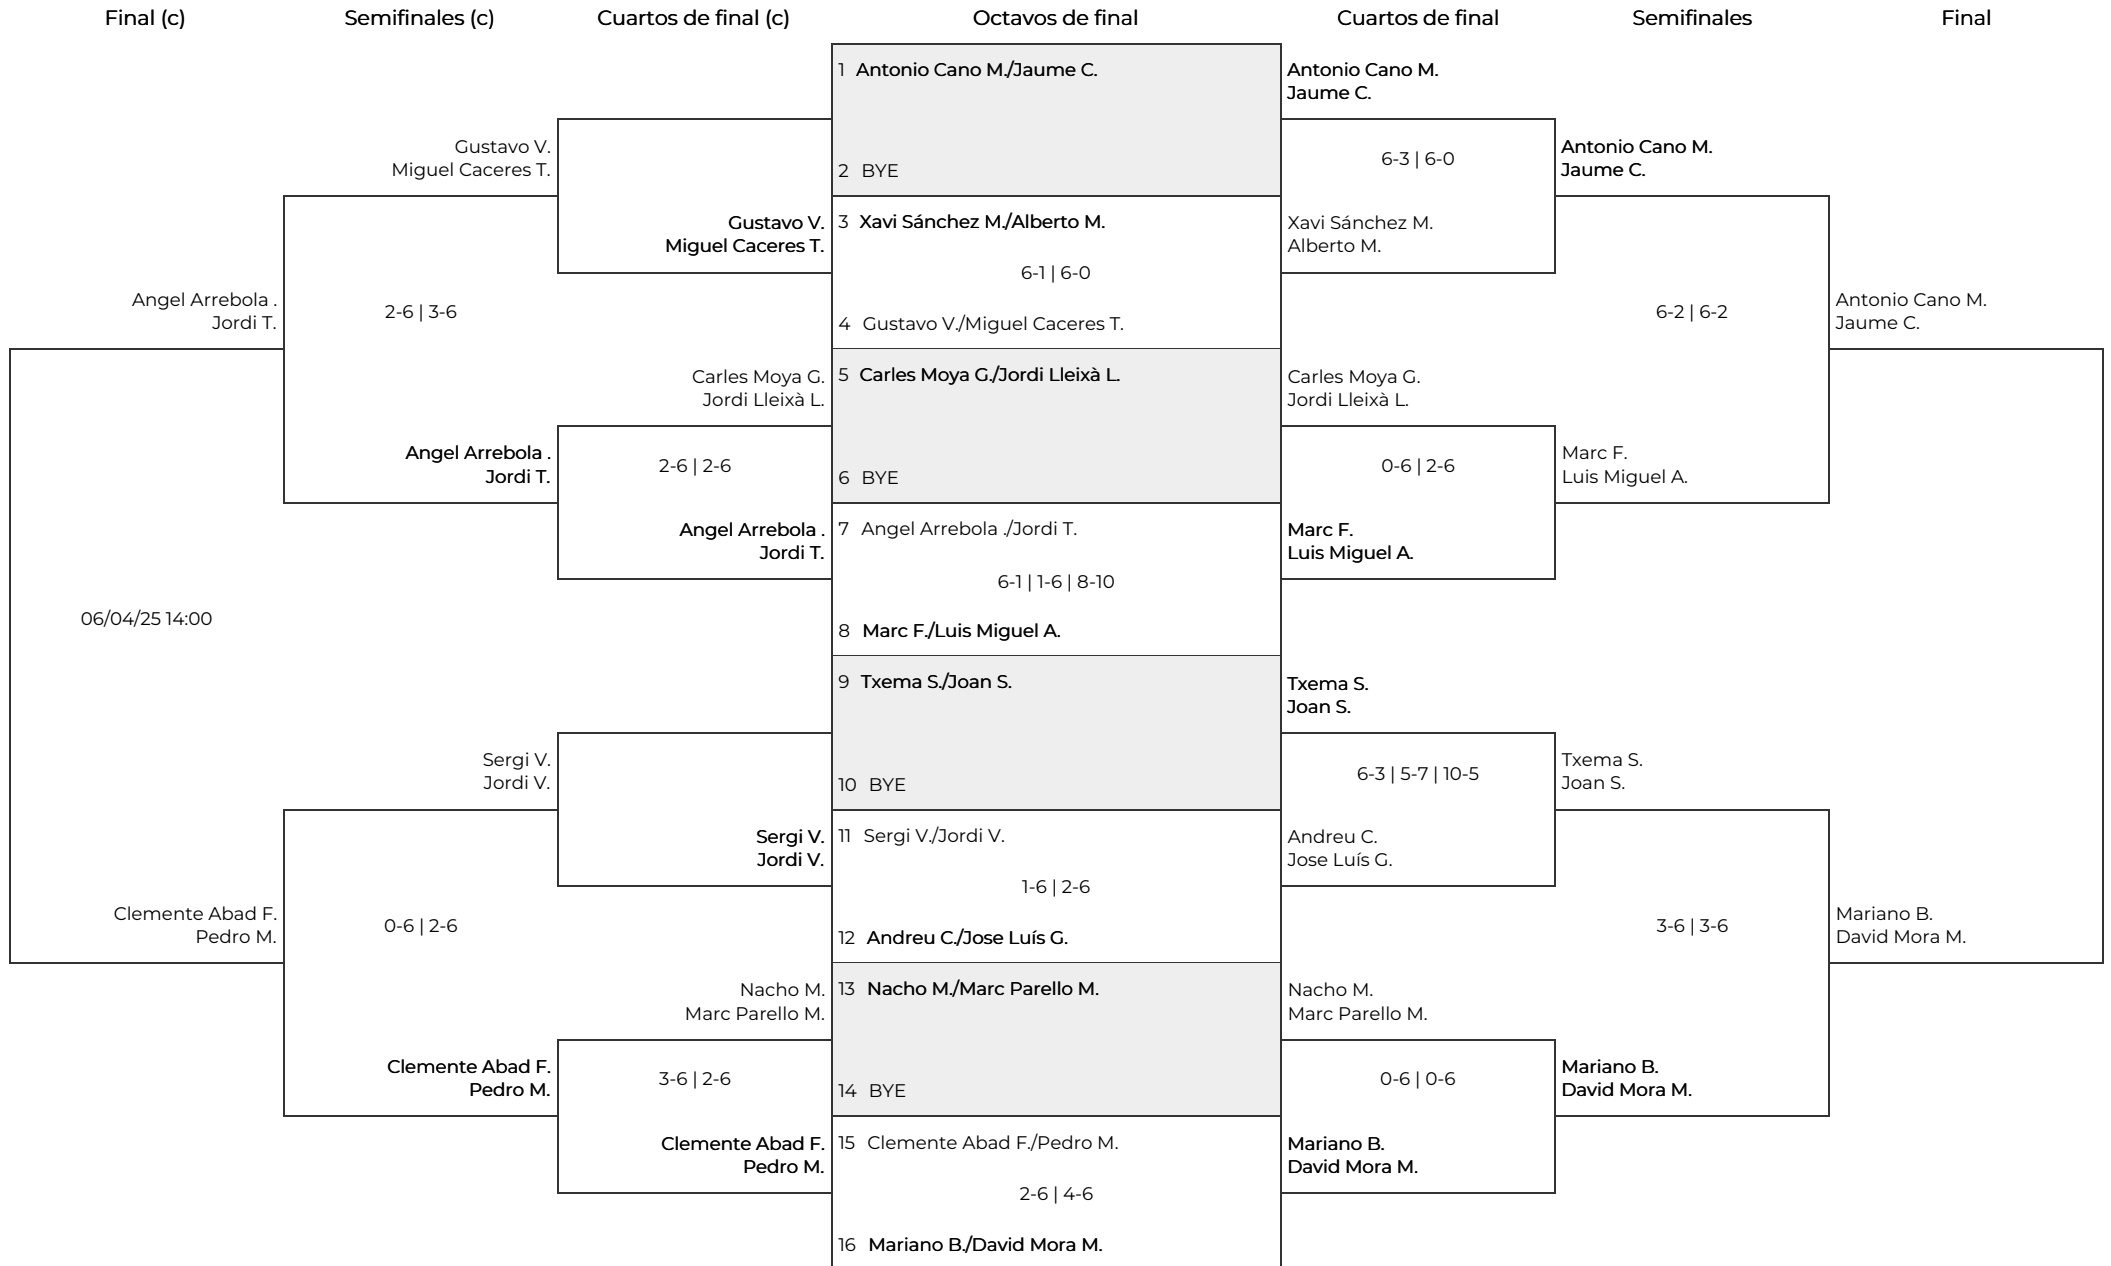 Final (c)
Semifinales (c)
Cuartos de final (c)
Octavos de final
Cuartos de final
Semifinales
Final
Angel Arrebola .
Jordi T.
06/04/25 14:00
Clemente Abad F.
Pedro M.
Gustavo V.
Miguel Caceres T.
2-6 | 3-6
Angel Arrebola .
Jordi T.
Sergi V.
Jordi V.
0-6 | 2-6
Clemente Abad F.
Pedro M.
Gustavo V.
Miguel Caceres T.
Carles Moya G.
Jordi Lleixà L.
2-6 | 2-6
Angel Arrebola .
Jordi T.
Sergi V.
Jordi V.
Nacho M.
Marc Parello M.
3-6 | 2-6
Clemente Abad F.
Pedro M.
1 Antonio Cano M./Jaume C.
2 BYE
3 Xavi Sánchez M./Alberto M.
6-1 | 6-0
4 Gustavo V./Miguel Caceres T.
5 Carles Moya G./Jordi Lleixà L.
6 BYE
7 Angel Arrebola ./Jordi T.
6-1 | 1-6 | 8-10
8 Marc F./Luis Miguel A.
9 Txema S./Joan S.
10 BYE
11 Sergi V./Jordi V.
1-6 | 2-6
12 Andreu C./Jose Luís G.
13 Nacho M./Marc Parello M.
14 BYE
15 Clemente Abad F./Pedro M.
2-6 | 4-6
16 Mariano B./David Mora M.
Antonio Cano M.
Jaume C.
6-3 | 6-0
Xavi Sánchez M.
Alberto M.
Carles Moya G.
Jordi Lleixà L.
0-6 | 2-6
Marc F.
Luis Miguel A.
Txema S.
Joan S.
6-3 | 5-7 | 10-5
Andreu C.
Jose Luís G.
Nacho M.
Marc Parello M.
0-6 | 0-6
Mariano B.
David Mora M.
Antonio Cano M.
Jaume C.
6-2 | 6-2
Marc F.
Luis Miguel A.
Txema S.
Joan S.
3-6 | 3-6
Mariano B.
David Mora M.
Antonio Cano M.
Jaume C.
Mariano B.
David Mora M.